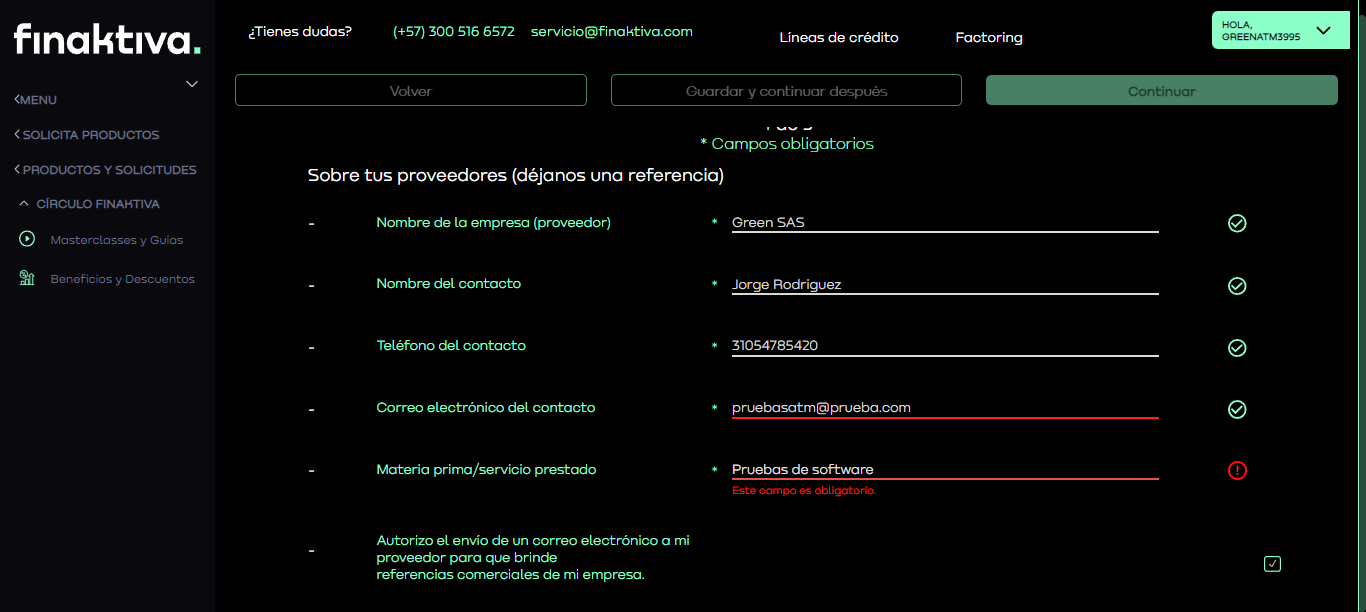 finaktiva.
¿Tienes dudas?
(+57) 300 516 6572
servicio@finaktiva.com
Líneas de crédito
Factoring
HOLA,
GREENATM3995
MENU
SOLICITA PRODUCTOS
PRODUCTOS Y SOLICITUDES
CÍRCULO FINAKTIVA
Masterclasses y Guías
Beneficios y Descuentos
Volver
Guardar y continuar después
Continuar
* Campos obligatorios
Sobre tus proveedores (déjanos una referencia)
- Nombre de la empresa (proveedor) * Green SAS
- Nombre del contacto * Jorge Rodriguez
- Teléfono del contacto * 31054785420
- Correo electrónico del contacto * pruebasatm@prueba.com
- Materia prima/servicio prestado * Pruebas de software
Este campo es obligatorio.
- Autorizo el envío de un correo electrónico a mi
proveedor para que brinde
referencias comerciales de mi empresa.